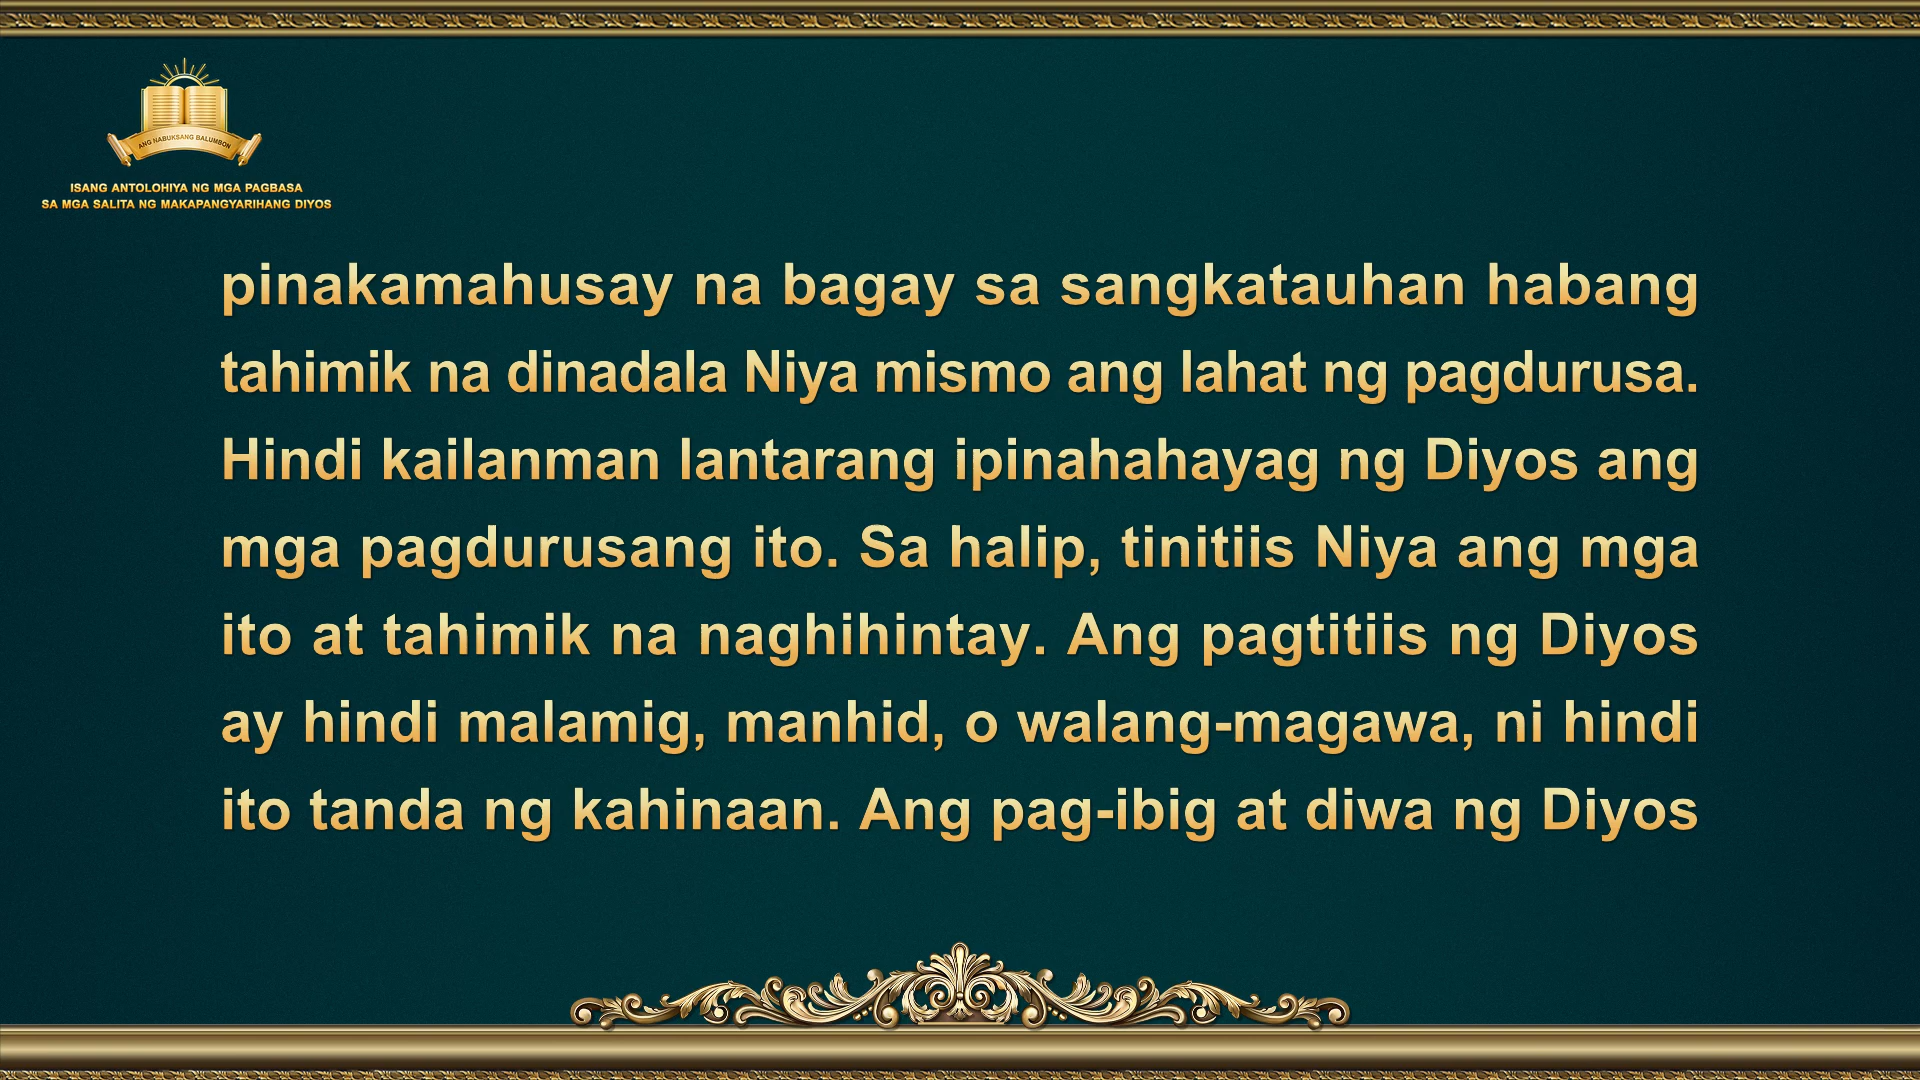 ANG NABUKSANG BALUMBON
ISANG ANTOLOHIYA NG MGA PAGBASA
SA MGA SALITA NG MAKAPANGYARIHANG DIYOS
pinakamahusay na bagay sa sangkatauhan habang
tahimik na dinadala Niya mismo ang lahat ng pagdurusa.
Hindi kailanman lantarang ipinahahayag ng Diyos ang
mga pagdurusang ito. Sa halip, tinitiis Niya ang mga
ito at tahimik na naghihintay. Ang pagtitiis ng Diyos
ay hindi malamig, manhid, o walang-magawa, ni hindi
ito tanda ng kahinaan. Ang pag-ibig at diwa ng Diyos